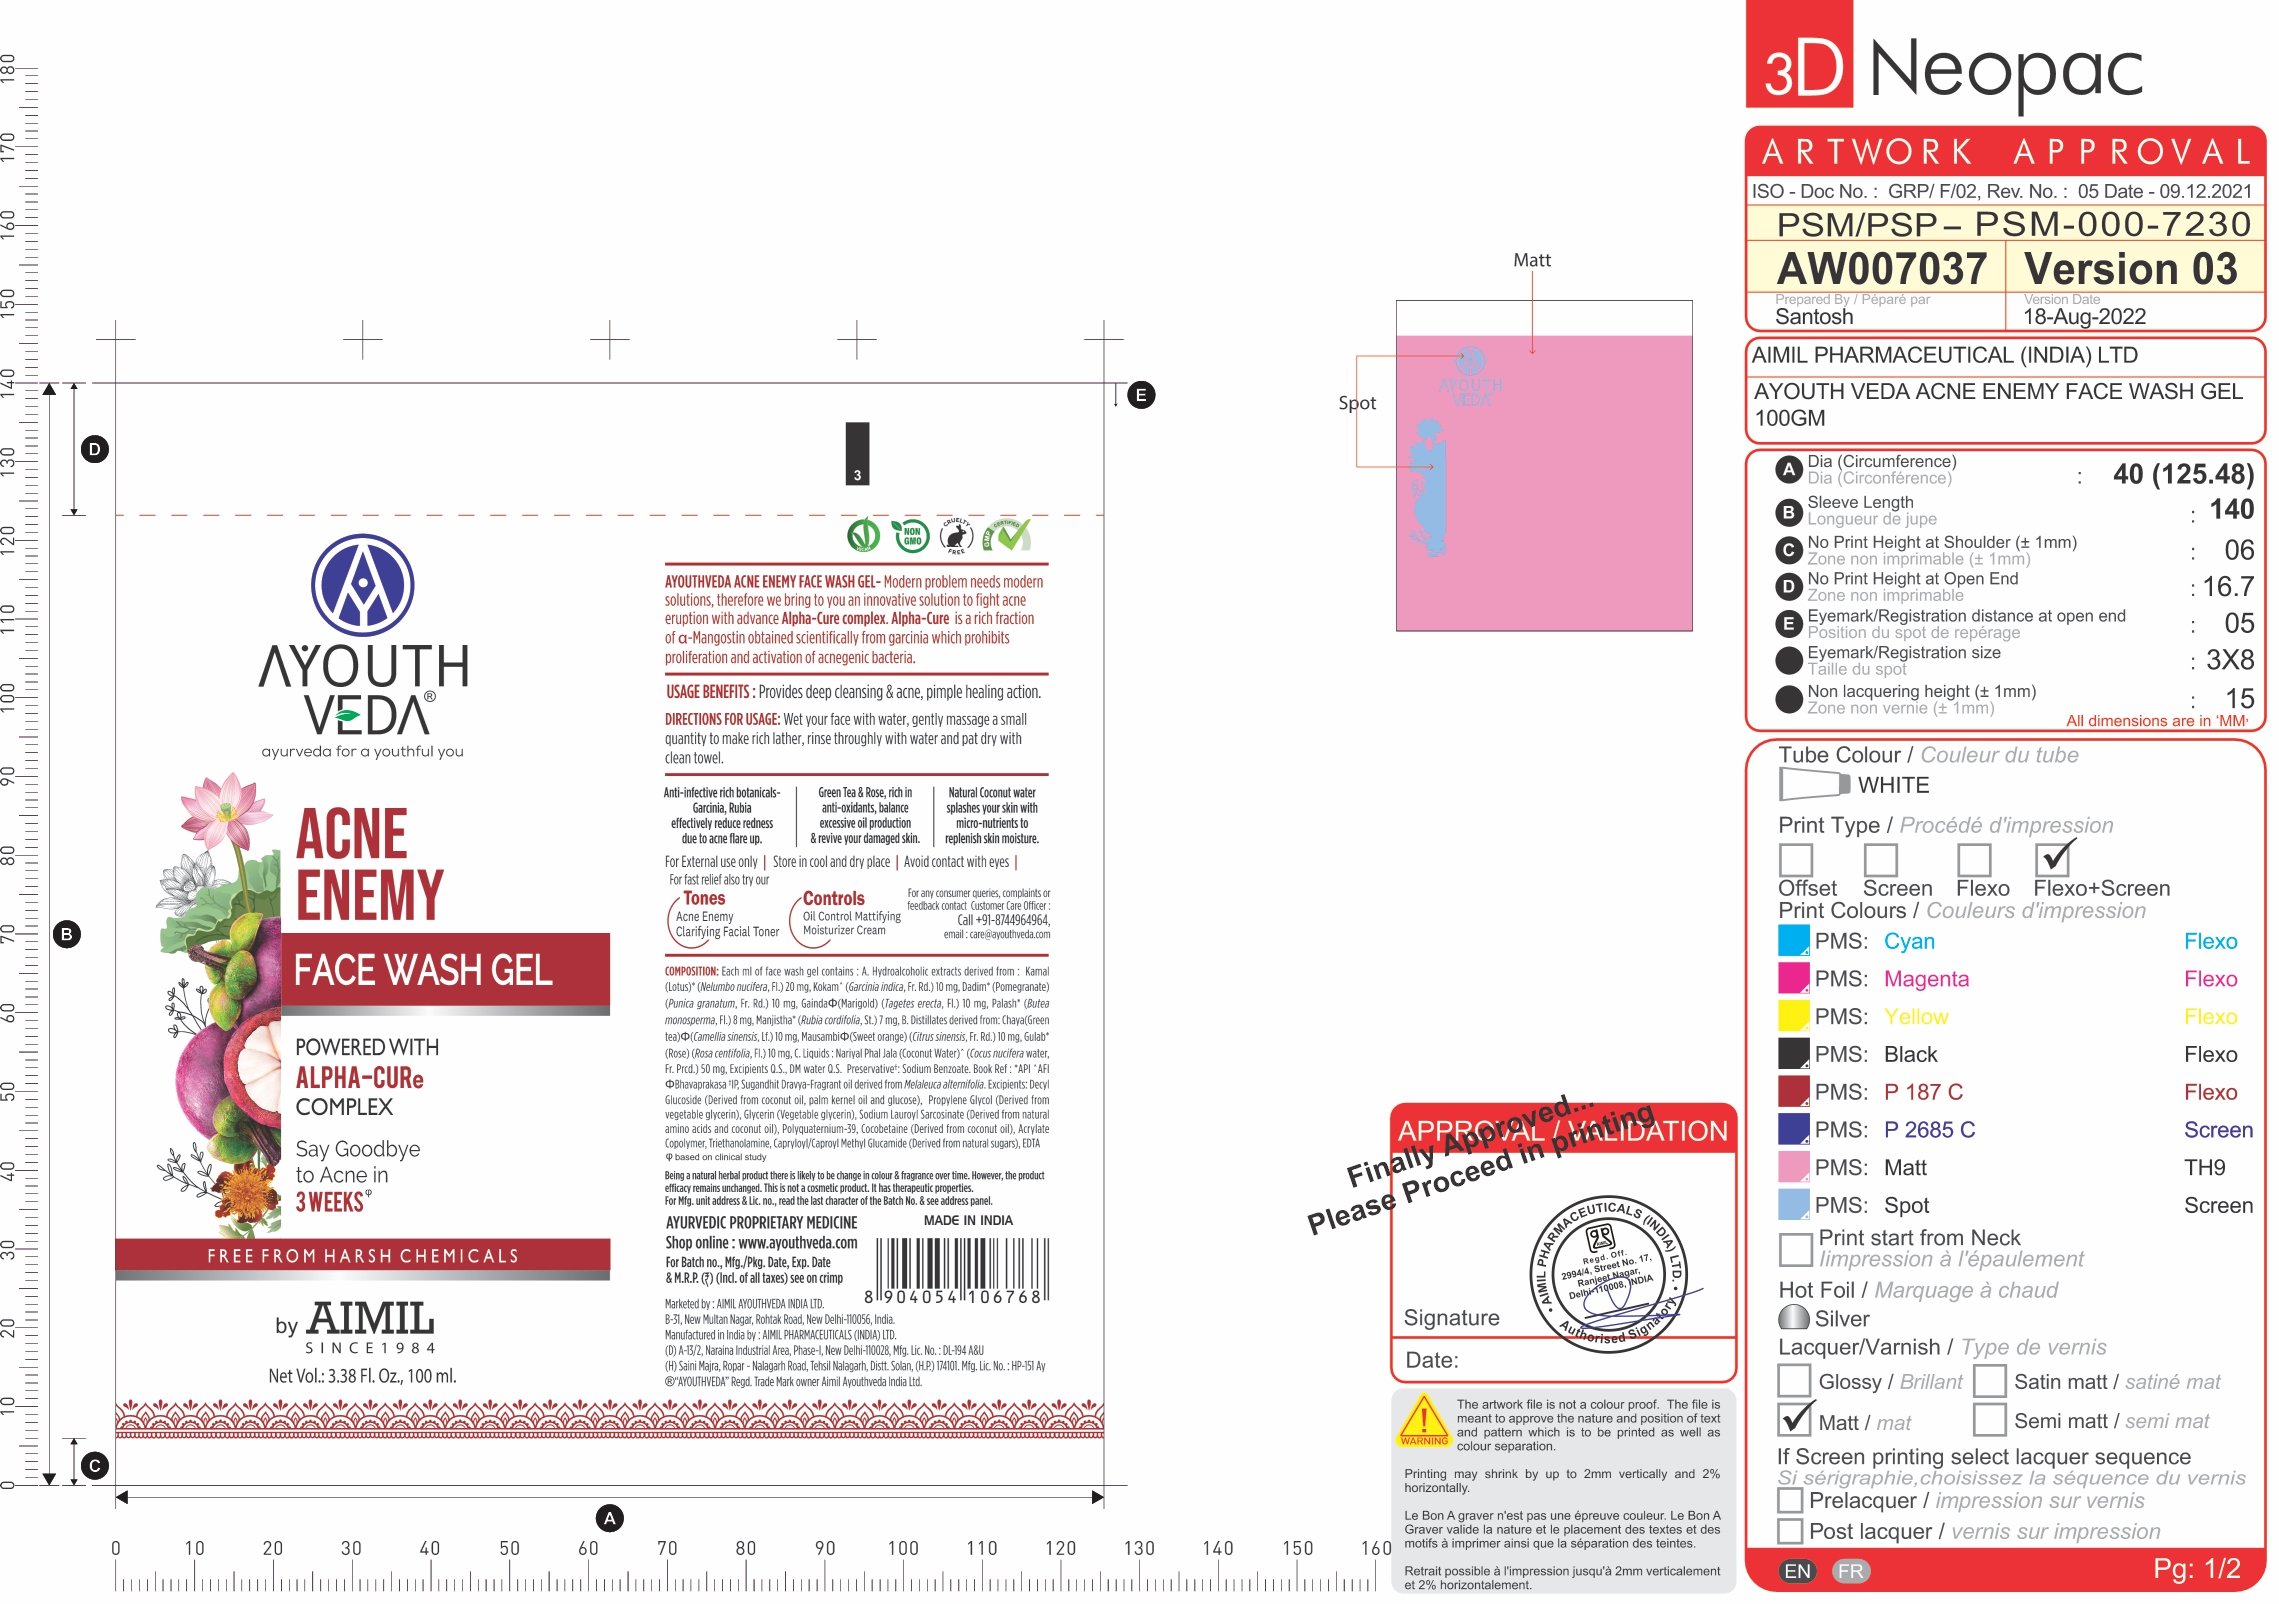 3D Neopac
ARTWORK APPROVAL
ISO - Doc No. : GRP/ F/02, Rev. No. : 05 Date - 09.12.2021
PSM/PSP – PSM-000-7230
AW007037 Version 03
Prepared By / Péparé par Version Date
Santosh 18-Aug-2022
AIMIL PHARMACEUTICAL (INDIA) LTD
AYOUTH VEDA ACNE ENEMY FACE WASH GEL
100GM
A Dia (Circumference) : 40 (125.48)
Dia (Circonférence)
B Sleeve Length : 140
Longueur de jupe
C No Print Height at Shoulder (± 1mm) : 06
Zone non imprimable (± 1mm)
D No Print Height at Open End : 16.7
Zone non imprimable
E Eyemark/Registration distance at open end : 05
Position du spot de repérage
Eyemark/Registration size : 3X8
Taille du spot
Non lacquering height (± 1mm) : 15
Zone non vernie (± 1mm)
All dimensions are in 'MM'
Tube Colour / Couleur du tube
WHITE
Print Type / Procédé d'impression
Offset Screen Flexo Flexo+Screen
Print Colours / Couleurs d'impression
PMS: Cyan Flexo
PMS: Magenta Flexo
PMS: Yellow Flexo
PMS: Black Flexo
PMS: P 187 C Flexo
PMS: P 2685 C Screen
PMS: Matt TH9
PMS: Spot Screen
Print start from Neck
Iimpression à l'épaulement
Hot Foil / Marquage à chaud
Silver
Lacquer/Varnish / Type de vernis
Glossy / Brillant Satin matt / satiné mat
Matt / mat Semi matt / semi mat
If Screen printing select lacquer sequence
Si sérigraphie,choisissez la séquence du vernis
Prelacquer / impression sur vernis
Post lacquer / vernis sur impression
EN FR Pg: 1/2
Matt
Spot
APPROVAL / VALIDATION
Finally Approved...
Please Proceed in printing
AIMIL PHARMACEUTICALS (INDIA) LTD.
Regd. Off.
2994/4, Street No. 17,
Ranjeet Nagar,
Delhi-110008, INDIA
Authorised Signatory
Signature
Date:
WARNING
The artwork file is not a colour proof. The file is
meant to approve the nature and position of text
and pattern which is to be printed as well as
colour separation.
Printing may shrink by up to 2mm vertically and 2%
horizontally.
Le Bon A graver n'est pas une épreuve couleur. Le Bon A
Graver valide la nature et le placement des textes et des
motifs à imprimer ainsi que la séparation des teintes.
Retrait possible à l'impression jusqu'à 2mm verticalement
et 2% horizontalement.
180
170
160
150
140
130
120
110
100
90
80
70
60
50
40
30
20
10
0
D
B
C
E
A
3
AYOUTH
VEDA®
ayurveda for a youthful you
ACNE
ENEMY
FACE WASH GEL
POWERED WITH
ALPHA-CURe
COMPLEX
Say Goodbye
to Acne in
3 WEEKSφ
FREE FROM HARSH CHEMICALS
by AIMIL
SINCE1984
Net Vol.: 3.38 Fl. Oz., 100 ml.
VEGAN
NON GMO
CRUELTY FREE
GMP CERTIFIED
AYOUTHVEDA ACNE ENEMY FACE WASH GEL- Modern problem needs modern
solutions, therefore we bring to you an innovative solution to fight acne
eruption with advance Alpha-Cure complex. Alpha-Cure is a rich fraction
of α-Mangostin obtained scientifically from garcinia which prohibits
proliferation and activation of acnegenic bacteria.
USAGE BENEFITS : Provides deep cleansing & acne, pimple healing action.
DIRECTIONS FOR USAGE: Wet your face with water, gently massage a small
quantity to make rich lather, rinse throughly with water and pat dry with
clean towel.
Anti-infective rich botanicals-
Garcinia, Rubia
effectively reduce redness
due to acne flare up.
Green Tea & Rose, rich in
anti-oxidants, balance
excessive oil production
& revive your damaged skin.
Natural Coconut water
splashes your skin with
micro-nutrients to
replenish skin moisture.
For External use only | Store in cool and dry place | Avoid contact with eyes |
For fast relief also try our
Tones
Acne Enemy
Clarifying Facial Toner
Controls
Oil Control Mattifying
Moisturizer Cream
For any consumer queries, complaints or
feedback contact Customer Care Officer :
Call +91-8744964964,
email : care@ayouthveda.com
COMPOSITION: Each ml of face wash gel contains : A. Hydroalcoholic extracts derived from : Kamal
(Lotus)* (Nelumbo nucifera, Fl.) 20 mg, Kokam^ (Garcinia indica, Fr. Rd.) 10 mg, Dadim* (Pomegranate)
(Punica granatum, Fr. Rd.) 10 mg, GaindaΦ(Marigold) (Tagetes erecta, Fl.) 10 mg, Palash* (Butea
monosperma, Fl.) 8 mg, Manjistha* (Rubia cordifolia, St.) 7 mg, B. Distillates derived from: Chaya(Green
tea)Φ(Camellia sinensis, Lf.) 10 mg, MausambiΦ(Sweet orange) (Citrus sinensis, Fr. Rd.) 10 mg, Gulab*
(Rose) (Rosa centifolia, Fl.) 10 mg, C. Liquids : Nariyal Phal Jala (Coconut Water)^ (Cocus nucifera water,
Fr. Prcd.) 50 mg, Excipients Q.S., DM water Q.S. Preservative‡: Sodium Benzoate. Book Ref : *API ^AFI
ΦBhavaprakasa ‡IP, Sugandhit Dravya-Fragrant oil derived from Melaleuca alternifolia. Excipients: Decyl
Glucoside (Derived from coconut oil, palm kernel oil and glucose), Propylene Glycol (Derived from
vegetable glycerin), Glycerin (Vegetable glycerin), Sodium Lauroyl Sarcosinate (Derived from natural
amino acids and coconut oil), Polyquaternium-39, Cocobetaine (Derived from coconut oil), Acrylate
Copolymer, Triethanolamine, Capryloyl/Caproyl Methyl Glucamide (Derived from natural sugars), EDTA
φ based on clinical study
Being a natural herbal product there is likely to be change in colour & fragrance over time. However, the product
efficacy remains unchanged. This is not a cosmetic product. It has therapeutic properties.
For Mfg. unit address & Lic. no., read the last character of the Batch No. & see address panel.
AYURVEDIC PROPRIETARY MEDICINE MADE IN INDIA
Shop online : www.ayouthveda.com
For Batch no., Mfg./Pkg. Date, Exp. Date
& M.R.P. (₹) (Incl. of all taxes) see on crimp
8 904054 106768
Marketed by : AIMIL AYOUTHVEDA INDIA LTD.
B-31, New Multan Nagar, Rohtak Road, New Delhi-110056, India.
Manufactured in India by : AIMIL PHARMACEUTICALS (INDIA) LTD.
(D) A-13/2, Naraina Industrial Area, Phase-I, New Delhi-110028, Mfg. Lic. No. : DL-194 A&U
(H) Saini Majra, Ropar - Nalagarh Road, Tehsil Nalagarh, Distt. Solan, (H.P.) 174101. Mfg. Lic. No. : HP-151 Ay
®"AYOUTHVEDA" Regd. Trade Mark owner Aimil Ayouthveda India Ltd.
0 10 20 30 40 50 60 70 80 90 100 110 120 130 140 150 160
AYOUTH
VEDA